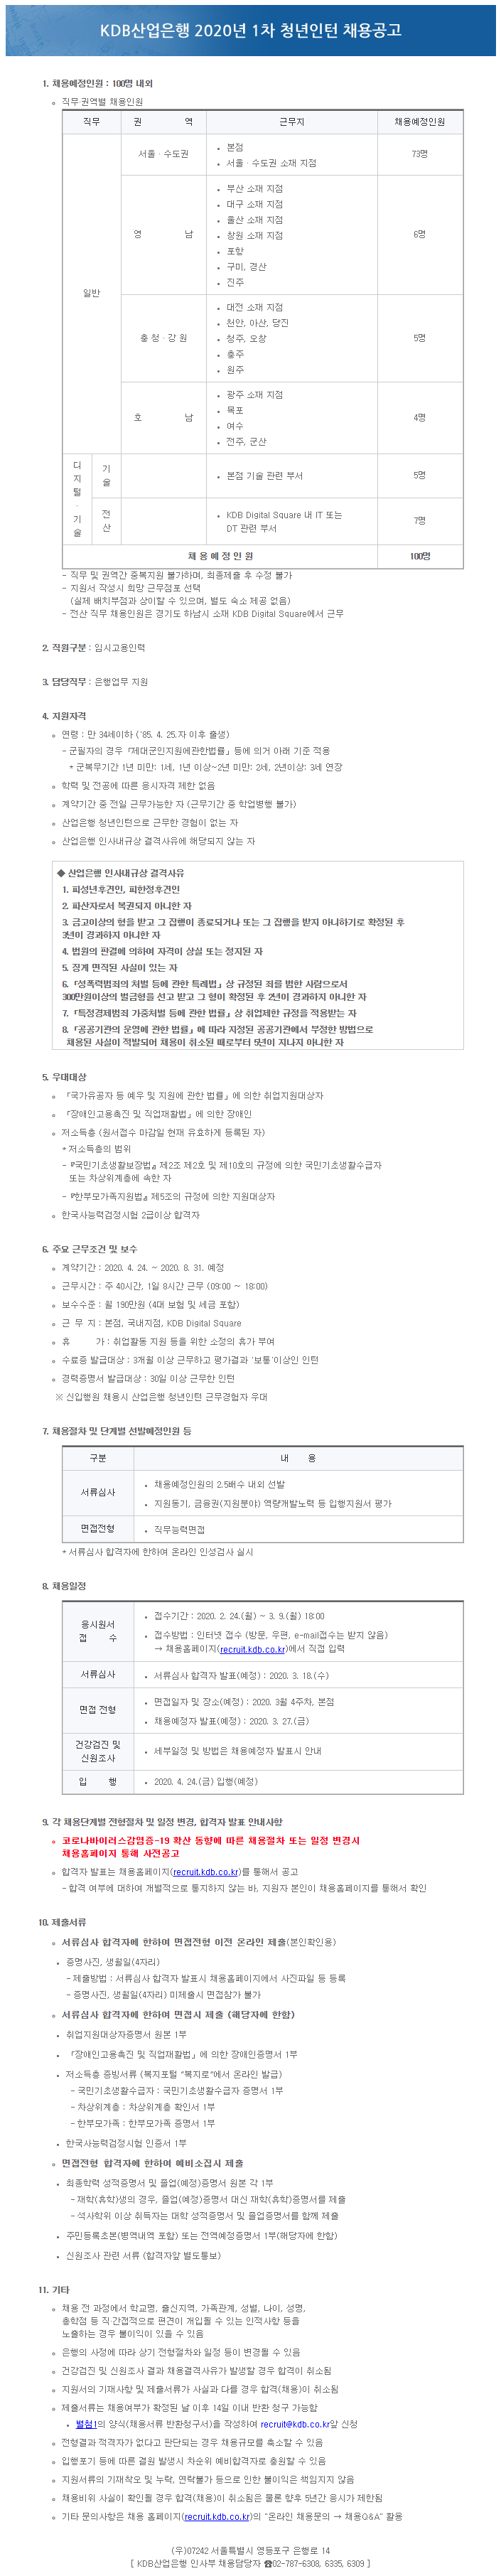 KDB산업은행 2020년 1차 청년인턴 채용공고
1. 채용예정인원 : 100명 내외
직무·권역별 채용인원
직무 권 역 근무지 채용예정인원
일반
서울 · 수도권
본점
서울 · 수도권 소재 지점
73명
영 남
부산 소재 지점
대구 소재 지점
울산 소재 지점
창원 소재 지점
포항
구미, 경산
진주
6명
충 청 · 강 원
대전 소재 지점
천안, 아산, 당진
청주, 오창
충주
원주
5명
호 남
광주 소재 지점
목포
여수
전주, 군산
4명
디
지
털
·
기
술
기
술
본점 기술 관련 부서
5명
전
산
KDB Digital Square 내 IT 또는
DT 관련 부서
7명
채 용 예 정 인 원 100명
- 직무 및 권역간 중복지원 불가하며, 최종제출 후 수정 불가
- 지원서 작성시 희망 근무점포 선택
(실제 배치부점과 상이할 수 있으며, 별도 숙소 제공 없음)
- 전산 직무 채용인원은 경기도 하남시 소재 KDB Digital Square에서 근무
2. 직원구분 : 임시고용인력
3. 담당직무 : 은행업무 지원
4. 지원자격
연령 : 만 34세이하 ('85. 4. 25.자 이후 출생)
- 군필자의 경우 「제대군인지원에관한법률」등에 의거 아래 기준 적용
* 군복무기간 1년 미만: 1세, 1년 이상~2년 미만: 2세, 2년이상: 3세 연장
학력 및 전공에 따른 응시자격 제한 없음
계약기간 중 전일 근무가능한 자 (근무기간 중 학업병행 불가)
산업은행 청년인턴으로 근무한 경험이 없는 자
산업은행 인사내규상 결격사유에 해당되지 않는 자
◆ 산업은행 인사내규상 결격사유
1. 피성년후견인, 피한정후견인
2. 파산자로서 복권되지 아니한 자
3. 금고이상의 형을 받고 그 집행이 종료되거나 또는 그 집행을 받지 아니하기로 확정된 후
3년이 경과하지 아니한 자
4. 법원의 판결에 의하여 자격이 상실 또는 정지된 자
5. 징계 면직된 사실이 있는 자
6. 「성폭력범죄의 처벌 등에 관한 특례법」상 규정된 죄를 범한 사람으로서
300만원이상의 벌금형을 선고 받고 그 형이 확정된 후 2년이 경과하지 아니한 자
7. 「특정경제범죄 가중처벌 등에 관한 법률」상 취업제한 규정을 적용받는 자
8. 「공공기관의 운영에 관한 법률」에 따라 지정된 공공기관에서 부정한 방법으로
채용된 사실이 적발되어 채용이 취소된 때로부터 5년이 지나지 아니한 자
5. 우대대상
「국가유공자 등 예우 및 지원에 관한 법률」에 의한 취업지원대상자
「장애인고용촉진 및 직업재활법」에 의한 장애인
저소득층 (원서접수 마감일 현재 유효하게 등록된 자)
* 저소득층의 범위
- 『국민기초생활보장법』제2조 제2호 및 제10호의 규정에 의한 국민기초생활수급자
또는 차상위계층에 속한 자
- 『한부모가족지원법』제5조의 규정에 의한 지원대상자
한국사능력검정시험 2급이상 합격자
6. 주요 근무조건 및 보수
계약기간 : 2020. 4. 24. ~ 2020. 8. 31. 예정
근무시간 : 주 40시간, 1일 8시간 근무 (09:00 ~ 18:00)
보수수준 : 월 190만원 (4대 보험 및 세금 포함)
근 무 지 : 본점, 국내지점, KDB Digital Square
휴 가 : 취업활동 지원 등을 위한 소정의 휴가 부여
수료증 발급대상 : 3개월 이상 근무하고 평가결과 '보통'이상인 인턴
경력증명서 발급대상 : 30일 이상 근무한 인턴
※ 신입행원 채용시 산업은행 청년인턴 근무경험자 우대
7. 채용절차 및 단계별 선발예정인원 등
구분 내 용
서류심사
채용예정인원의 2.5배수 내외 선발
지원동기, 금융권(지원분야) 역량개발노력 등 입행지원서 평가
면접전형 직무능력면접
* 서류심사 합격자에 한하여 온라인 인성검사 실시
8. 채용일정
응시원서
접 수
접수기간 : 2020. 2. 24.(월) ~ 3. 9.(월) 18:00
접수방법 : 인터넷 접수 (방문, 우편, e-mail접수는 받지 않음)
→ 채용홈페이지(recruit.kdb.co.kr)에서 직접 입력
서류심사 서류심사 합격자 발표(예정) : 2020. 3. 18.(수)
면접 전형
면접일자 및 장소(예정) : 2020. 3월 4주차, 본점
채용예정자 발표(예정) : 2020. 3. 27.(금)
건강검진 및
신원조사
세부일정 및 방법은 채용예정자 발표시 안내
입 행 2020. 4. 24.(금) 입행(예정)
9. 각 채용단계별 전형절차 및 일정 변경, 합격자 발표 안내사항
코로나바이러스감염증-19 확산 동향에 따른 채용절차 또는 일정 변경시
채용홈페이지 통해 사전공고
합격자 발표는 채용홈페이지(recruit.kdb.co.kr)를 통해서 공고
- 합격 여부에 대하여 개별적으로 통지하지 않는 바, 지원자 본인이 채용홈페이지를 통해서 확인
10. 제출서류
서류심사 합격자에 한하여 면접전형 이전 온라인 제출(본인확인용)
증명사진, 생월일(4자리)
- 제출방법 : 서류심사 합격자 발표시 채용홈페이지에서 사진파일 등 등록
- 증명사진, 생월일(4자리) 미제출시 면접참가 불가
서류심사 합격자에 한하여 면접시 제출 (해당자에 한함)
취업지원대상자증명서 원본 1부
「장애인고용촉진 및 직업재활법」에 의한 장애인증명서 1부
저소득층 증빙서류 (복지포털 "복지로"에서 온라인 발급)
- 국민기초생활수급자 : 국민기초생활수급자 증명서 1부
- 차상위계층 : 차상위계층 확인서 1부
- 한부모가족 : 한부모가족 증명서 1부
한국사능력검정시험 인증서 1부
면접전형 합격자에 한하여 예비소집시 제출
최종학력 성적증명서 및 졸업(예정)증명서 원본 각 1부
- 재학(휴학)생의 경우, 졸업(예정)증명서 대신 재학(휴학)증명서를 제출
- 석사학위 이상 취득자는 대학 성적증명서 및 졸업증명서를 함께 제출
주민등록초본(병역내역 포함) 또는 전역예정증명서 1부(해당자에 한함)
신원조사 관련 서류 (합격자앞 별도통보)
11. 기타
채용 전 과정에서 학교명, 출신지역, 가족관계, 성별, 나이, 성명,
총학점 등 직·간접적으로 편견이 개입될 수 있는 인적사항 등을
노출하는 경우 불이익이 있을 수 있음
은행의 사정에 따라 상기 전형절차와 일정 등이 변경될 수 있음
건강검진 및 신원조사 결과 채용결격사유가 발생할 경우 합격이 취소됨
지원서의 기재사항 및 제출서류가 사실과 다를 경우 합격(채용)이 취소됨
제출서류는 채용여부가 확정된 날 이후 14일 이내 반환 청구 가능함
별첨1의 양식(채용서류 반환청구서)을 작성하여 recruit@kdb.co.kr앞 신청
전형결과 적격자가 없다고 판단되는 경우 채용규모를 축소할 수 있음
입행포기 등에 따른 결원 발생시 차순위 예비합격자로 충원할 수 있음
지원서류의 기재착오 및 누락, 연락불가 등으로 인한 불이익은 책임지지 않음
채용비위 사실이 확인될 경우 합격(채용)이 취소됨은 물론 향후 5년간 응시가 제한됨
기타 문의사항은 채용 홈페이지(recruit.kdb.co.kr)의 "온라인 채용문의 → 채용Q&A" 활용
(우)07242 서울특별시 영등포구 은행로 14
[ KDB산업은행 인사부 채용담당자 ☎02-787-6308, 6335, 6309 ]